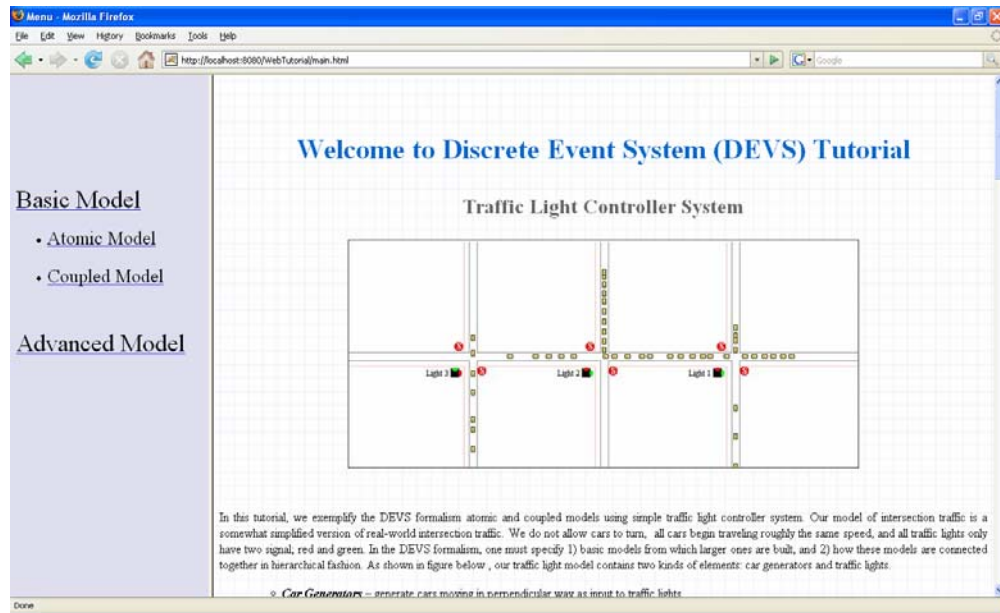 Menu - Mozilla Firefox
File Edit View History Bookmarks Tools Help
http://localhost:8080/WebTutorial/main.html
Google
Basic Model
• Atomic Model
• Coupled Model
Advanced Model
Welcome to Discrete Event System (DEVS) Tutorial
Traffic Light Controller System
S S S
Light 3 S Light 2 S Light 1 S
In this tutorial, we exemplify the DEVS formalism atomic and coupled models using simple traffic light controller system. Our model of intersection traffic is a
somewhat simplified version of real-world intersection traffic. We do not allow cars to turn, all cars begin traveling roughly the same speed, and all traffic lights only
have two signal, red and green. In the DEVS formalism, one must specify 1) basic models from which larger ones are built, and 2) how these models are connected
together in hierarchical fashion. As shown in figure below , our traffic light model contains two kinds of elements: car generators and traffic lights.
Car Generators – generate cars moving in perpendicular way as input to traffic lights
Done